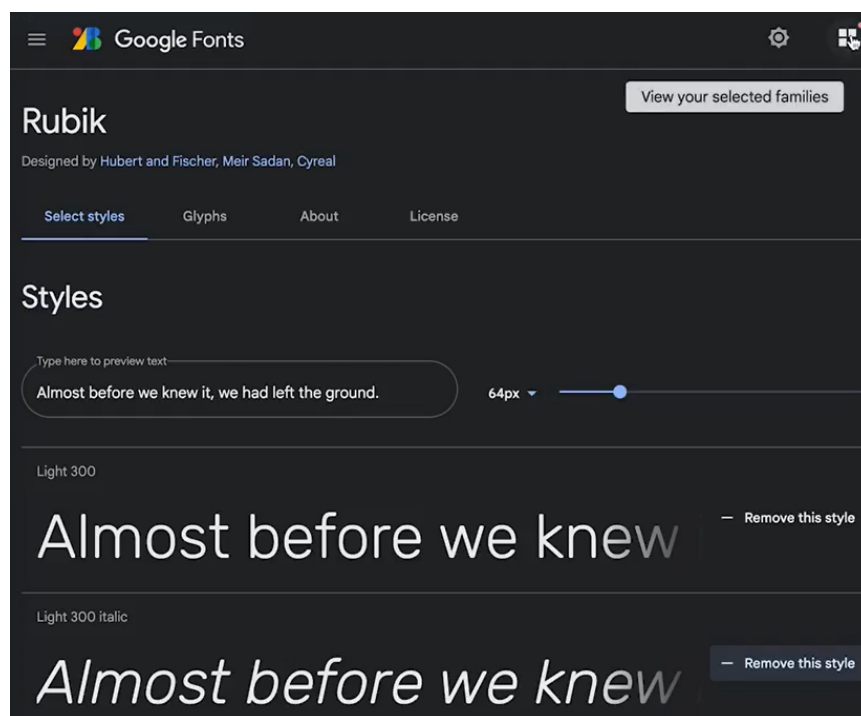 Google Fonts
View your selected families
Rubik
Designed by Hubert and Fischer, Meir Sadan, Cyreal
Select styles Glyphs About License
Styles
Type here to preview text
Almost before we knew it, we had left the ground.
64px
Light 300
Almost before we knew
— Remove this style
Light 300 italic
Almost before we knew
— Remove this style